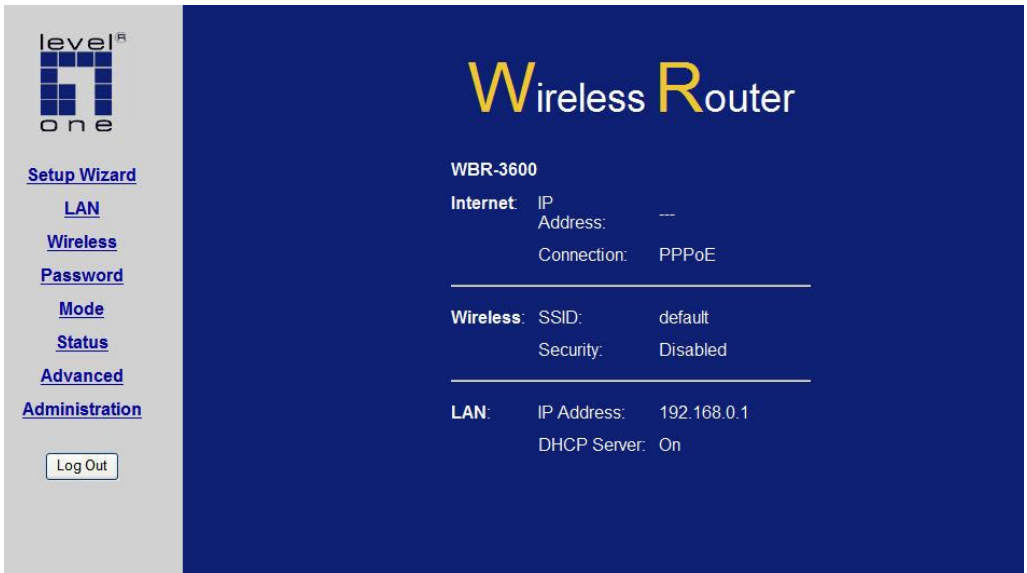 level®
one
Setup Wizard
LAN
Wireless
Password
Mode
Status
Advanced
Administration
Log Out
Wireless Router
WBR-3600
Internet: IP Address: ---
Connection: PPPoE
Wireless: SSID: default
Security: Disabled
LAN: IP Address: 192.168.0.1
DHCP Server: On